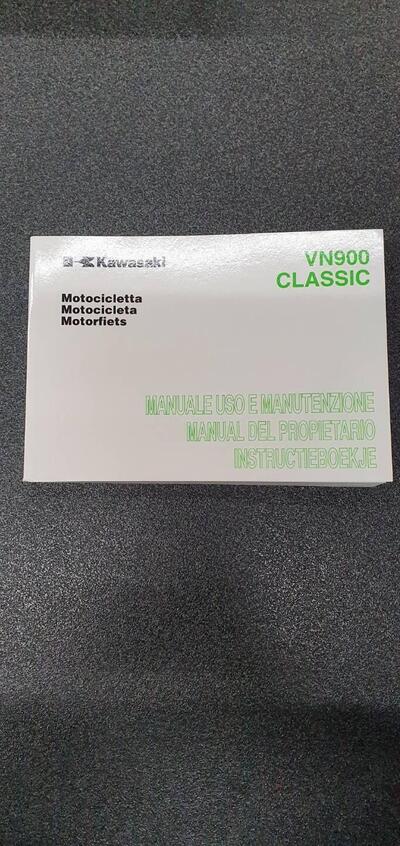 Kawasaki
VN900
CLASSIC
Motocicletta
Motocicleta
Motorfiets
MANUALE USO E MANUTENZIONE
MANUAL DEL PROPIETARIO
INSTRUCTIEBOEKJE